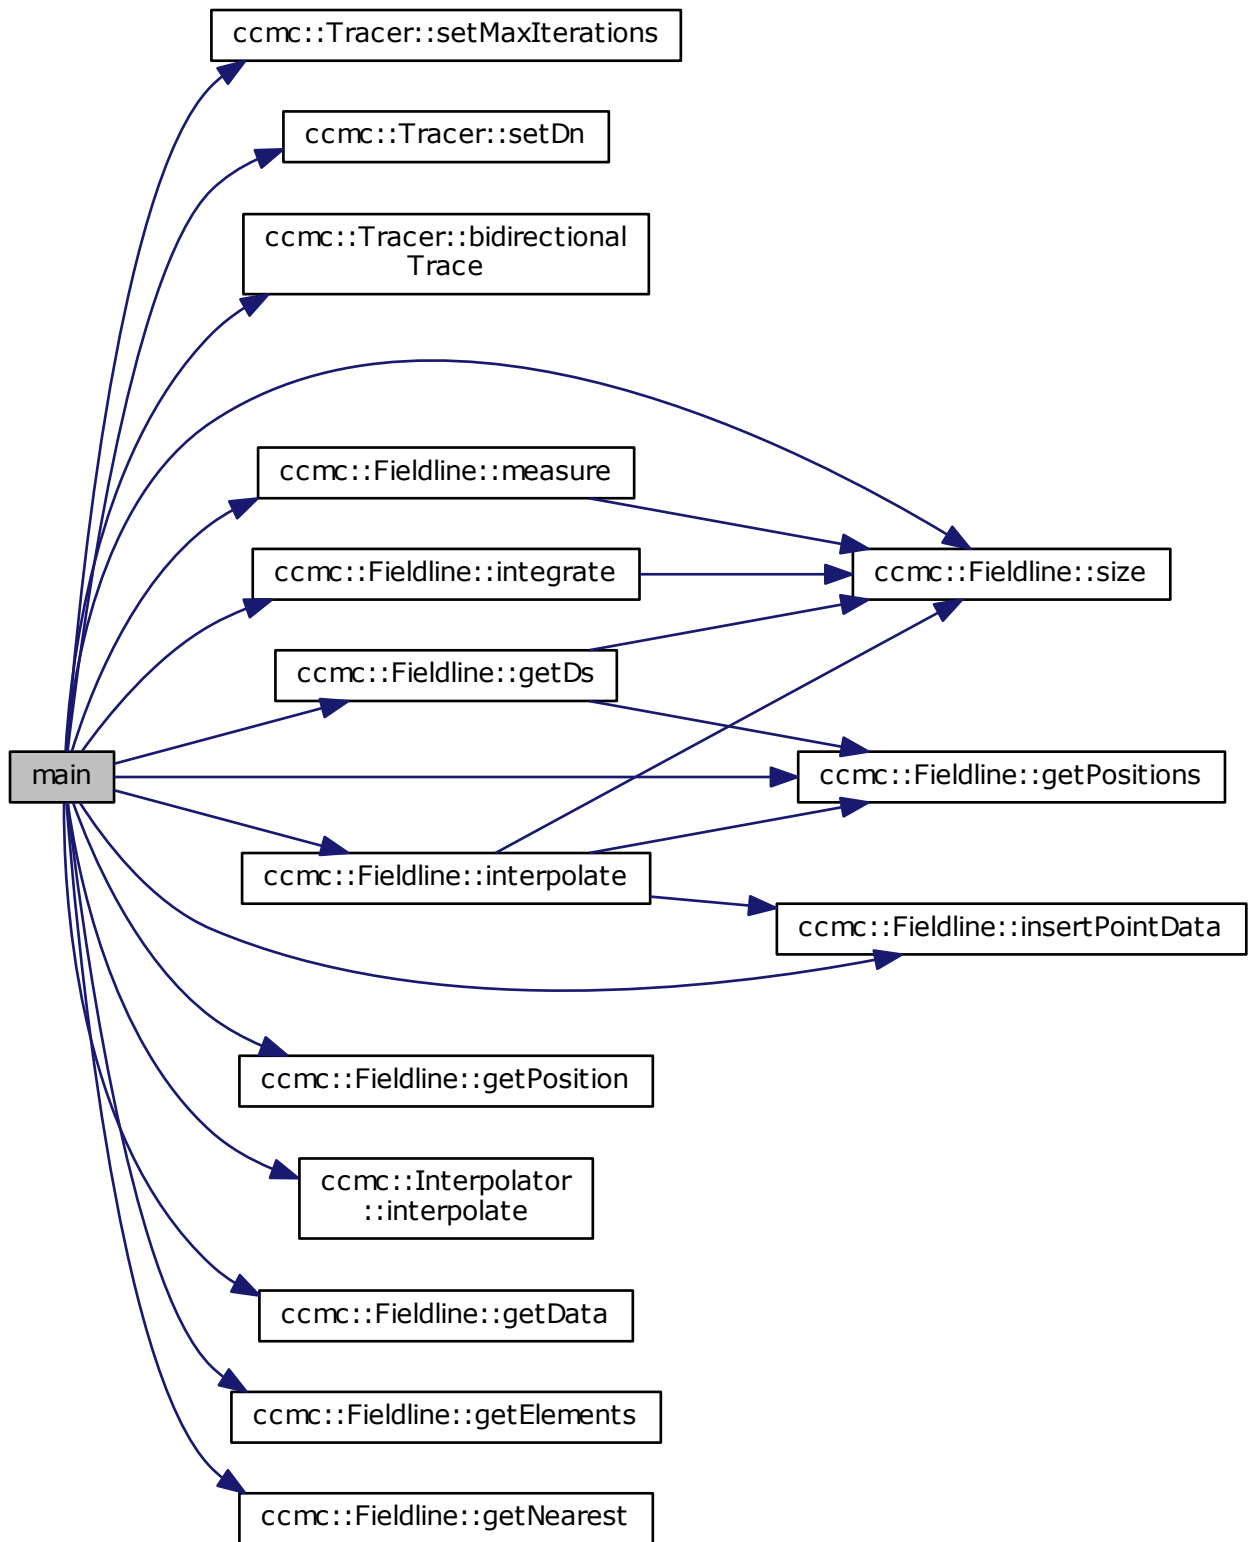 ccmc::Tracer::setMaxIterations
ccmc::Tracer::setDn
ccmc::Tracer::bidirectional
Trace
ccmc::Fieldline::measure
ccmc::Fieldline::integrate
ccmc::Fieldline::size
ccmc::Fieldline::getDs
main
ccmc::Fieldline::getPositions
ccmc::Fieldline::interpolate
ccmc::Fieldline::insertPointData
ccmc::Fieldline::getPosition
ccmc::Interpolator
::interpolate
ccmc::Fieldline::getData
ccmc::Fieldline::getElements
ccmc::Fieldline::getNearest